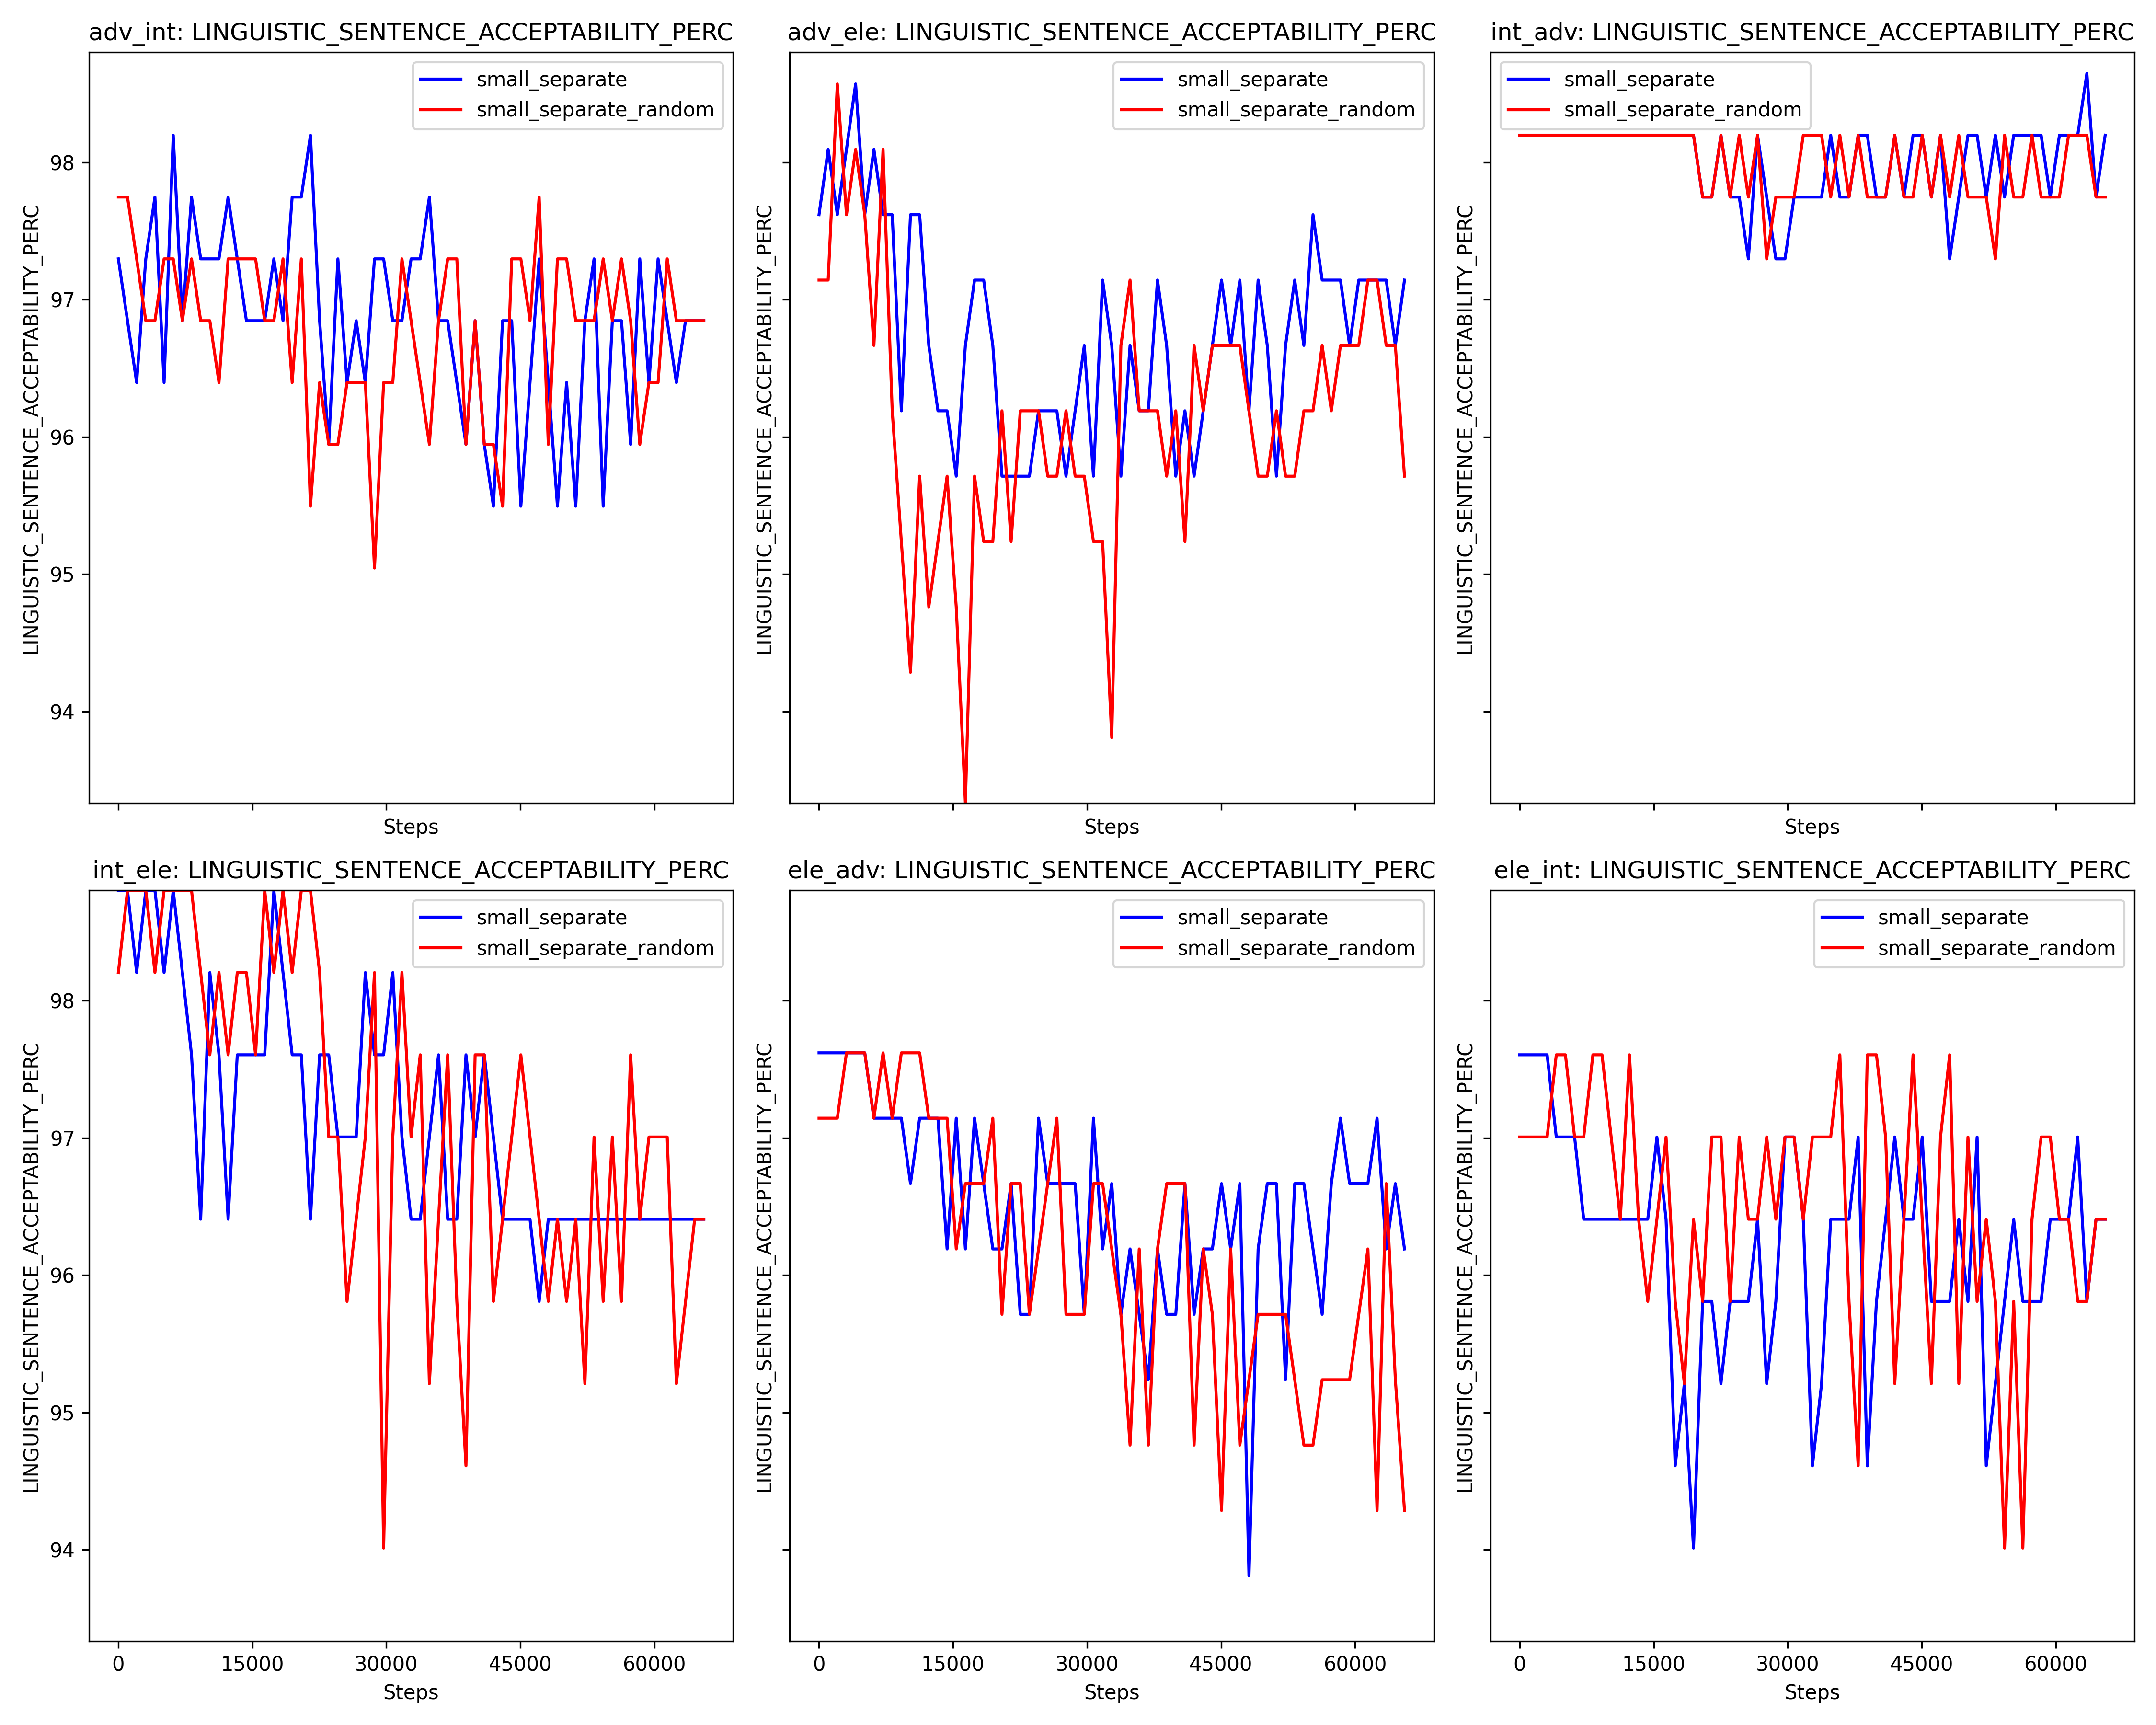 adv_int: LINGUISTIC_SENTENCE_ACCEPTABILITY_PERC
LINGUISTIC_SENTENCE_ACCEPTABILITY_PERC
small_separate
small_separate_random
98
97
96
95
94
Steps
adv_ele: LINGUISTIC_SENTENCE_ACCEPTABILITY_PERC
LINGUISTIC_SENTENCE_ACCEPTABILITY_PERC
small_separate
small_separate_random
Steps
int_adv: LINGUISTIC_SENTENCE_ACCEPTABILITY_PERC
LINGUISTIC_SENTENCE_ACCEPTABILITY_PERC
small_separate
small_separate_random
Steps
int_ele: LINGUISTIC_SENTENCE_ACCEPTABILITY_PERC
LINGUISTIC_SENTENCE_ACCEPTABILITY_PERC
small_separate
small_separate_random
98
97
96
95
94
0 15000 30000 45000 60000
Steps
ele_adv: LINGUISTIC_SENTENCE_ACCEPTABILITY_PERC
LINGUISTIC_SENTENCE_ACCEPTABILITY_PERC
small_separate
small_separate_random
0 15000 30000 45000 60000
Steps
ele_int: LINGUISTIC_SENTENCE_ACCEPTABILITY_PERC
LINGUISTIC_SENTENCE_ACCEPTABILITY_PERC
small_separate
small_separate_random
0 15000 30000 45000 60000
Steps